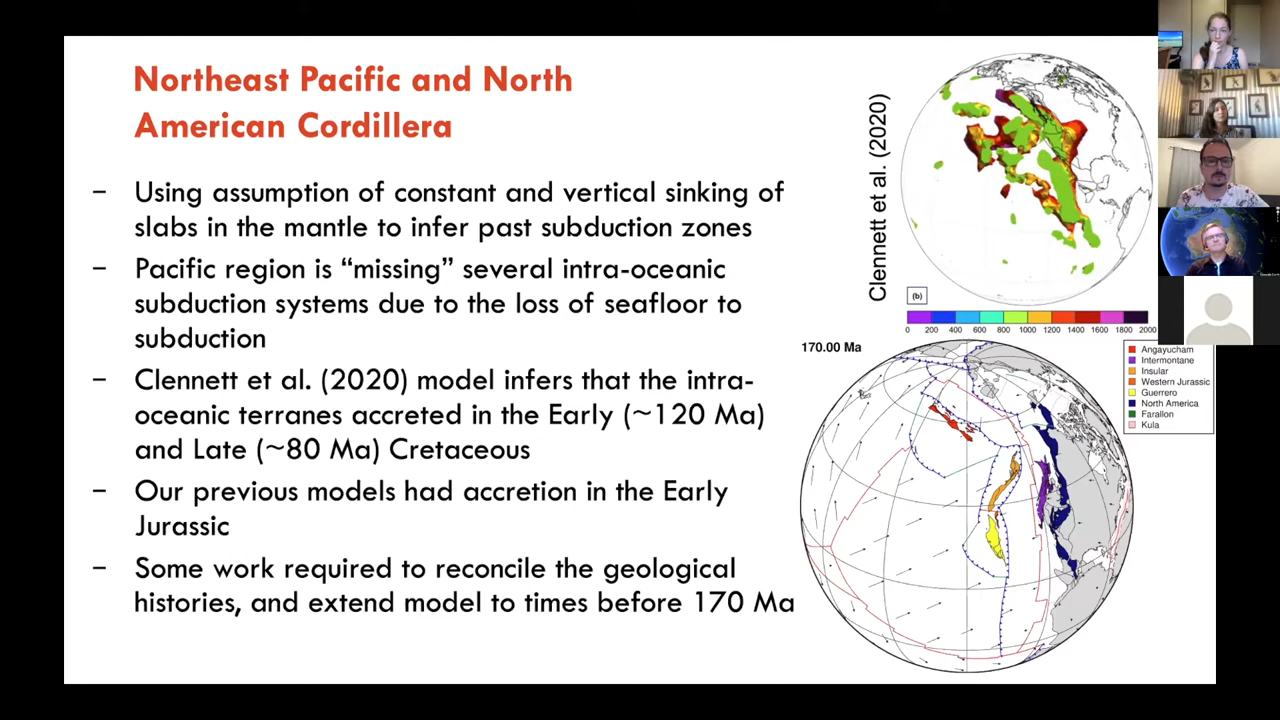 Northeast Pacific and North
American Cordillera
– Using assumption of constant and vertical sinking of
slabs in the mantle to infer past subduction zones
– Pacific region is “missing” several intra-oceanic
subduction systems due to the loss of seafloor to
subduction
– Clennett et al. (2020) model infers that the intra-
oceanic terranes accreted in the Early (~120 Ma)
and Late (~80 Ma) Cretaceous
– Our previous models had accretion in the Early
Jurassic
– Some work required to reconcile the geological
histories, and extend model to times before 170 Ma
Clennett et al. (2020)
(b)
0 200 400 600 800 1000 1200 1400 1600 1800 2000
170.00 Ma
Angayucham
Intermontane
Insular
Western Jurassic
Guerrero
North America
Farallon
Kula